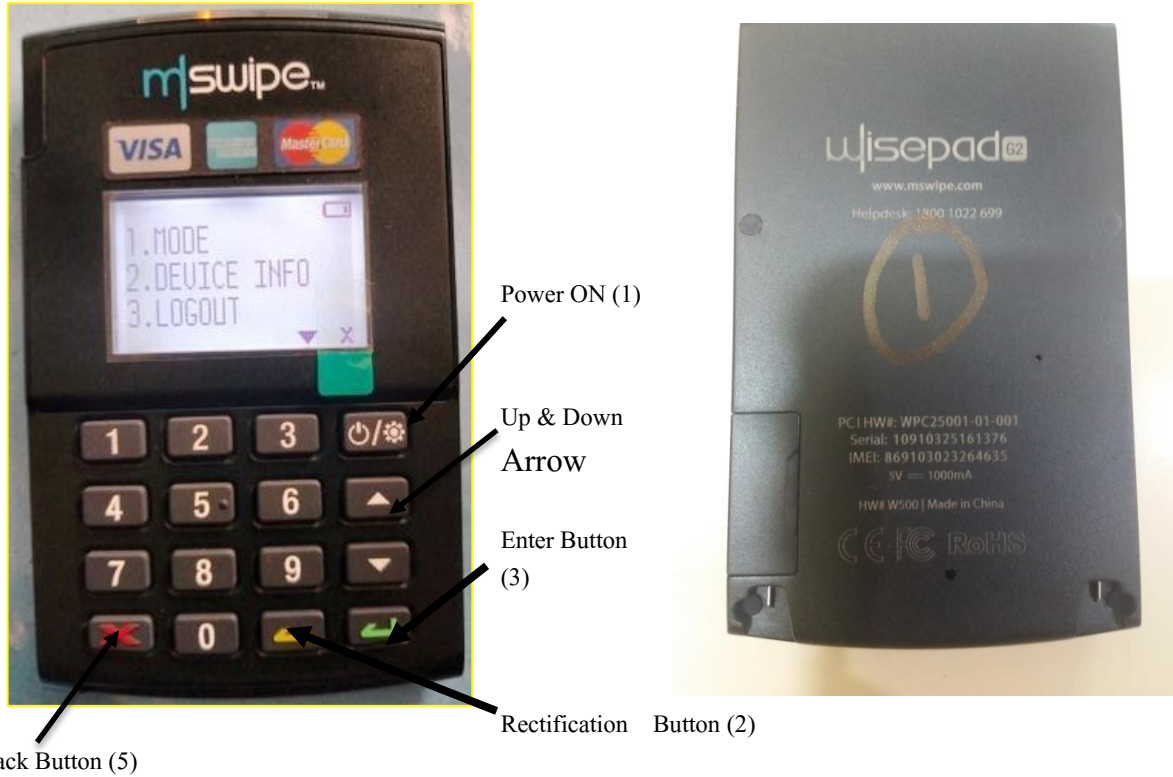 mswipe™
VISA
MasterCard
1.MODE
2.DEVICE INFO
3.LOGOUT
X
1 2 3
4 5 6
7 8 9
0
Power ON (1)
Up & Down
Arrow
Enter Button
(3)
Rectification Button (2)
ack Button (5)
wisepad G2
www.mswipe.com
Helpdesk: 1800 1022 699
1
PCI HW#: WPC25001-01-001
Serial: 10910325161376
IMEI: 869103023264635
5V 1000mA
HW# W500 | Made in China
CE FC RoHS